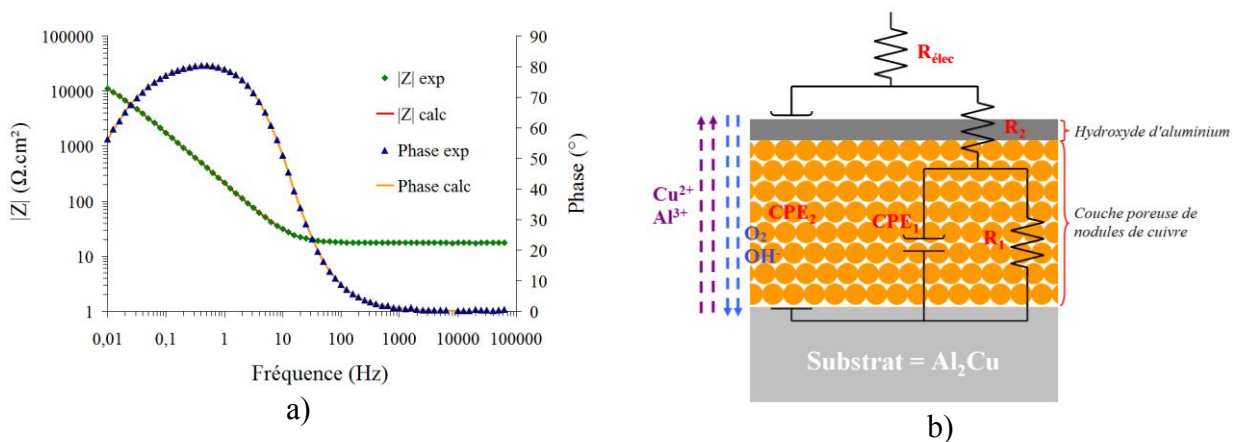 |Z| (Ω.cm²)
100000
10000
1000
100
10
1
90
80
70
60
50
40
30
20
10
0
Phase (°)
|Z| exp
|Z| calc
Phase exp
Phase calc
0,01 0,1 1 10 100 1000 10000 100000
Fréquence (Hz)
a)
R élec
R2
Hydroxyde d'aluminium
Cu²⁺
Al³⁺
CPE2
CPE1
O2
OH⁻
R1
Couche poreuse de
nodules de cuivre
Substrat = Al2Cu
b)